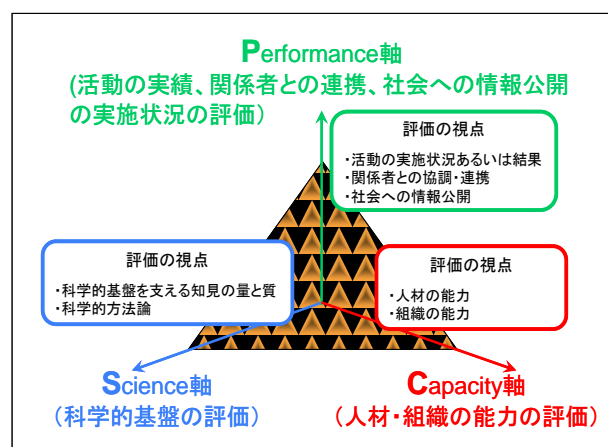 Performance軸
(活動の実績、関係者との連携、社会への情報公開
の実施状況の評価）
評価の視点
・活動の実施状況あるいは結果
・関係者との協調・連携
・社会への情報公開
評価の視点
・科学的基盤を支える知見の量と質
・科学的方法論
評価の視点
・人材の能力
・組織の能力
Science軸
（科学的基盤の評価）
Capacity軸
（人材・組織の能力の評価）